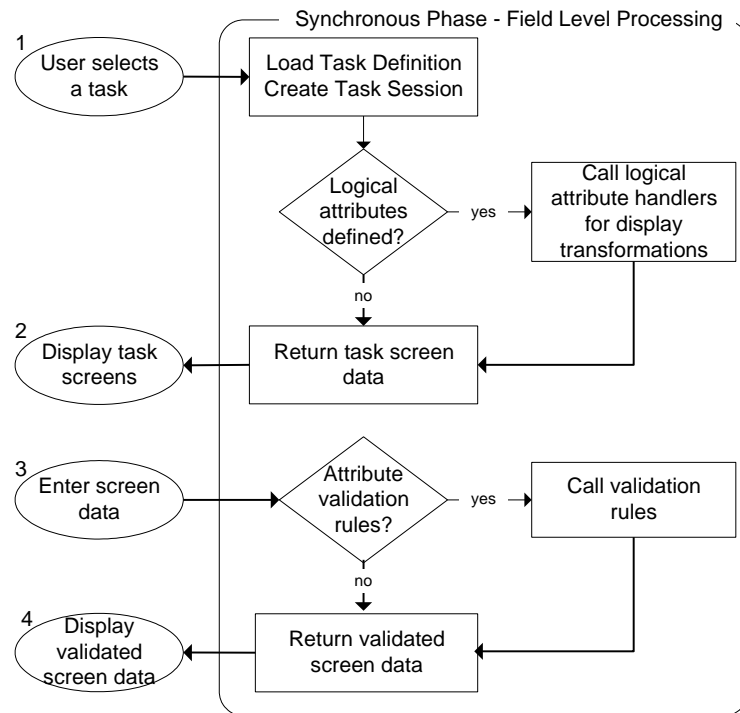 Synchronous Phase - Field Level Processing
1
User selects
a task
Load Task Definition
Create Task Session
Logical
attributes
defined?
yes
Call logical
attribute handlers
for display
transformations
no
2
Display task
screens
Return task screen
data
3
Enter screen
data
Attribute
validation
rules?
yes
Call validation
rules
no
4
Display
validated
screen data
Return validated
screen data